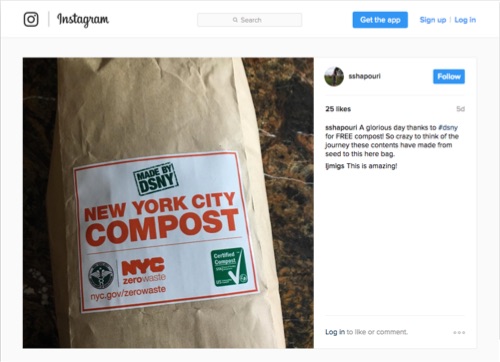 Instagram
Search
Get the app
Sign up | Log in
sshapouri
Follow
25 likes
5d
sshapouri A glorious day thanks to #dsny
for FREE compost! So crazy to think of the
journey these contents have made from
seed to this here bag.
ljmigs This is amazing!
MADE BY
DSNY
NEW YORK CITY
COMPOST
NYC
zerowaste
nyc.gov/zerowaste
Certified
Compost
Log in to like or comment.